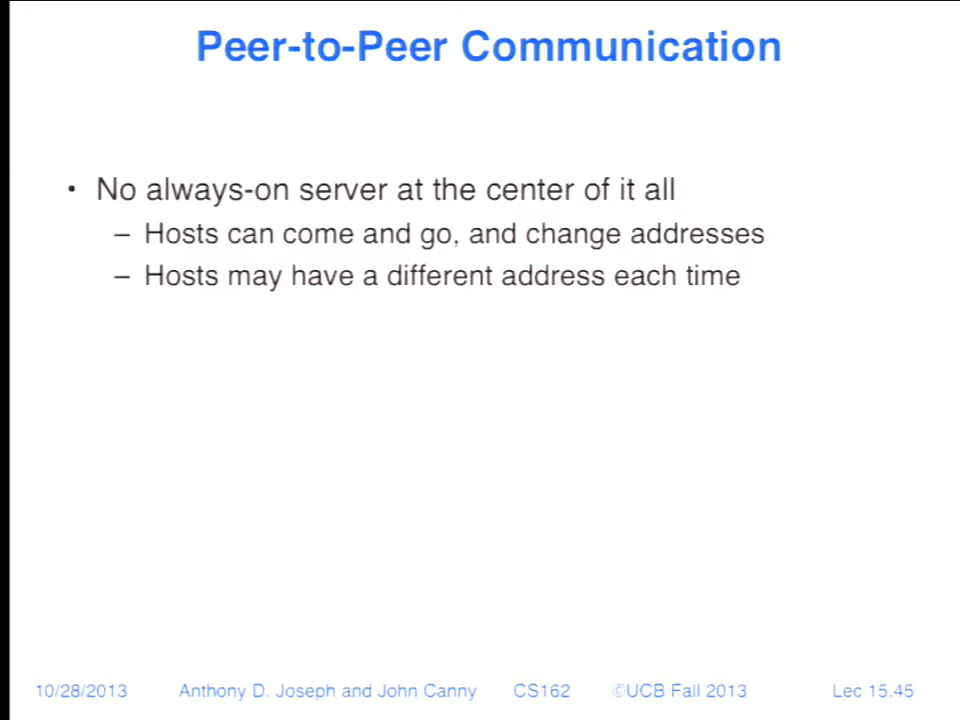 Peer-to-Peer Communication
• No always-on server at the center of it all
– Hosts can come and go, and change addresses
– Hosts may have a different address each time
10/28/2013 Anthony D. Joseph and John Canny CS162 ©UCB Fall 2013 Lec 15.45